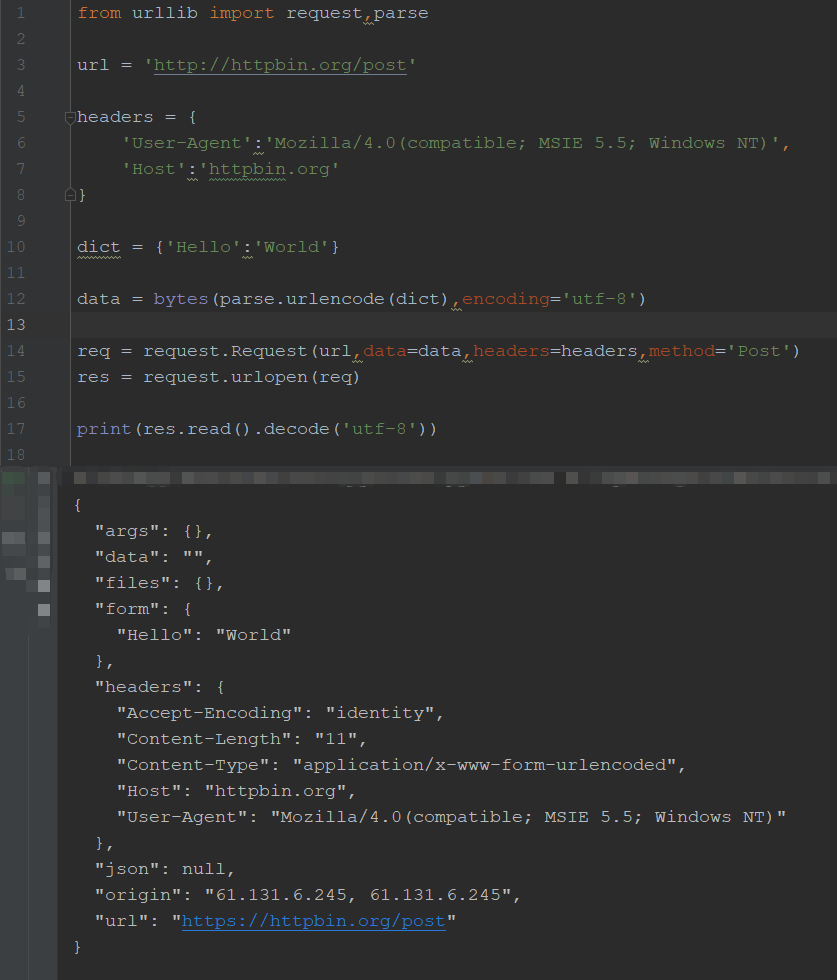 1 from urllib import request,parse
2
3 url = 'http://httpbin.org/post'
4
5 headers = {
6     'User-Agent':'Mozilla/4.0(compatible; MSIE 5.5; Windows NT)',
7     'Host':'httpbin.org'
8 }
9
10 dict = {'Hello':'World'}
11
12 data = bytes(parse.urlencode(dict),encoding='utf-8')
13
14 req = request.Request(url,data=data,headers=headers,method='Post')
15 res = request.urlopen(req)
16
17 print(res.read().decode('utf-8'))
18
{
  "args": {},
  "data": "",
  "files": {},
  "form": {
    "Hello": "World"
  },
  "headers": {
    "Accept-Encoding": "identity",
    "Content-Length": "11",
    "Content-Type": "application/x-www-form-urlencoded",
    "Host": "httpbin.org",
    "User-Agent": "Mozilla/4.0(compatible; MSIE 5.5; Windows NT)"
  },
  "json": null,
  "origin": "61.131.6.245, 61.131.6.245",
  "url": "https://httpbin.org/post"
}